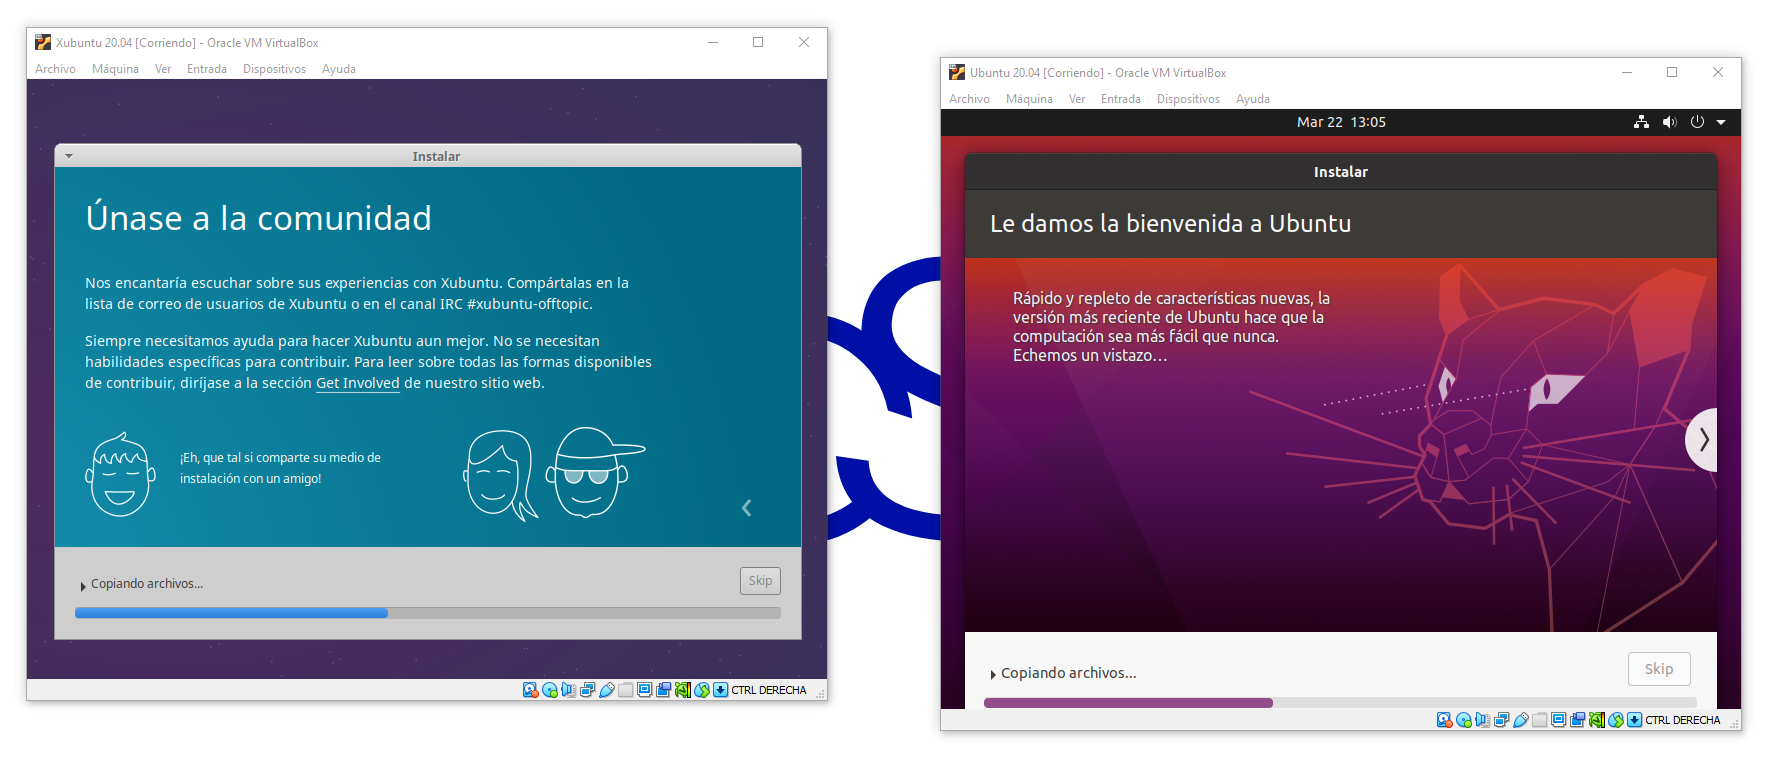 Xubuntu 20.04 [Corriendo] - Oracle VM VirtualBox
Archivo Máquina Ver Entrada Dispositivos Ayuda
Instalar
Únase a la comunidad
Nos encantaría escuchar sobre sus experiencias con Xubuntu. Compártalas en la
lista de correo de usuarios de Xubuntu o en el canal IRC #xubuntu-offtopic.
Siempre necesitamos ayuda para hacer Xubuntu aun mejor. No se necesitan
habilidades específicas para contribuir. Para leer sobre todas las formas disponibles
de contribuir, diríjase a la sección Get Involved de nuestro sitio web.
¡Eh, que tal si comparte su medio de
instalación con un amigo!
Copiando archivos...
Skip
CTRL DERECHA
Ubuntu 20.04 [Corriendo] - Oracle VM VirtualBox
Archivo Máquina Ver Entrada Dispositivos Ayuda
Mar 22 13:05
Instalar
Le damos la bienvenida a Ubuntu
Rápido y repleto de características nuevas, la
versión más reciente de Ubuntu hace que la
computación sea más fácil que nunca.
Echemos un vistazo…
Copiando archivos...
Skip
CTRL DERECHA